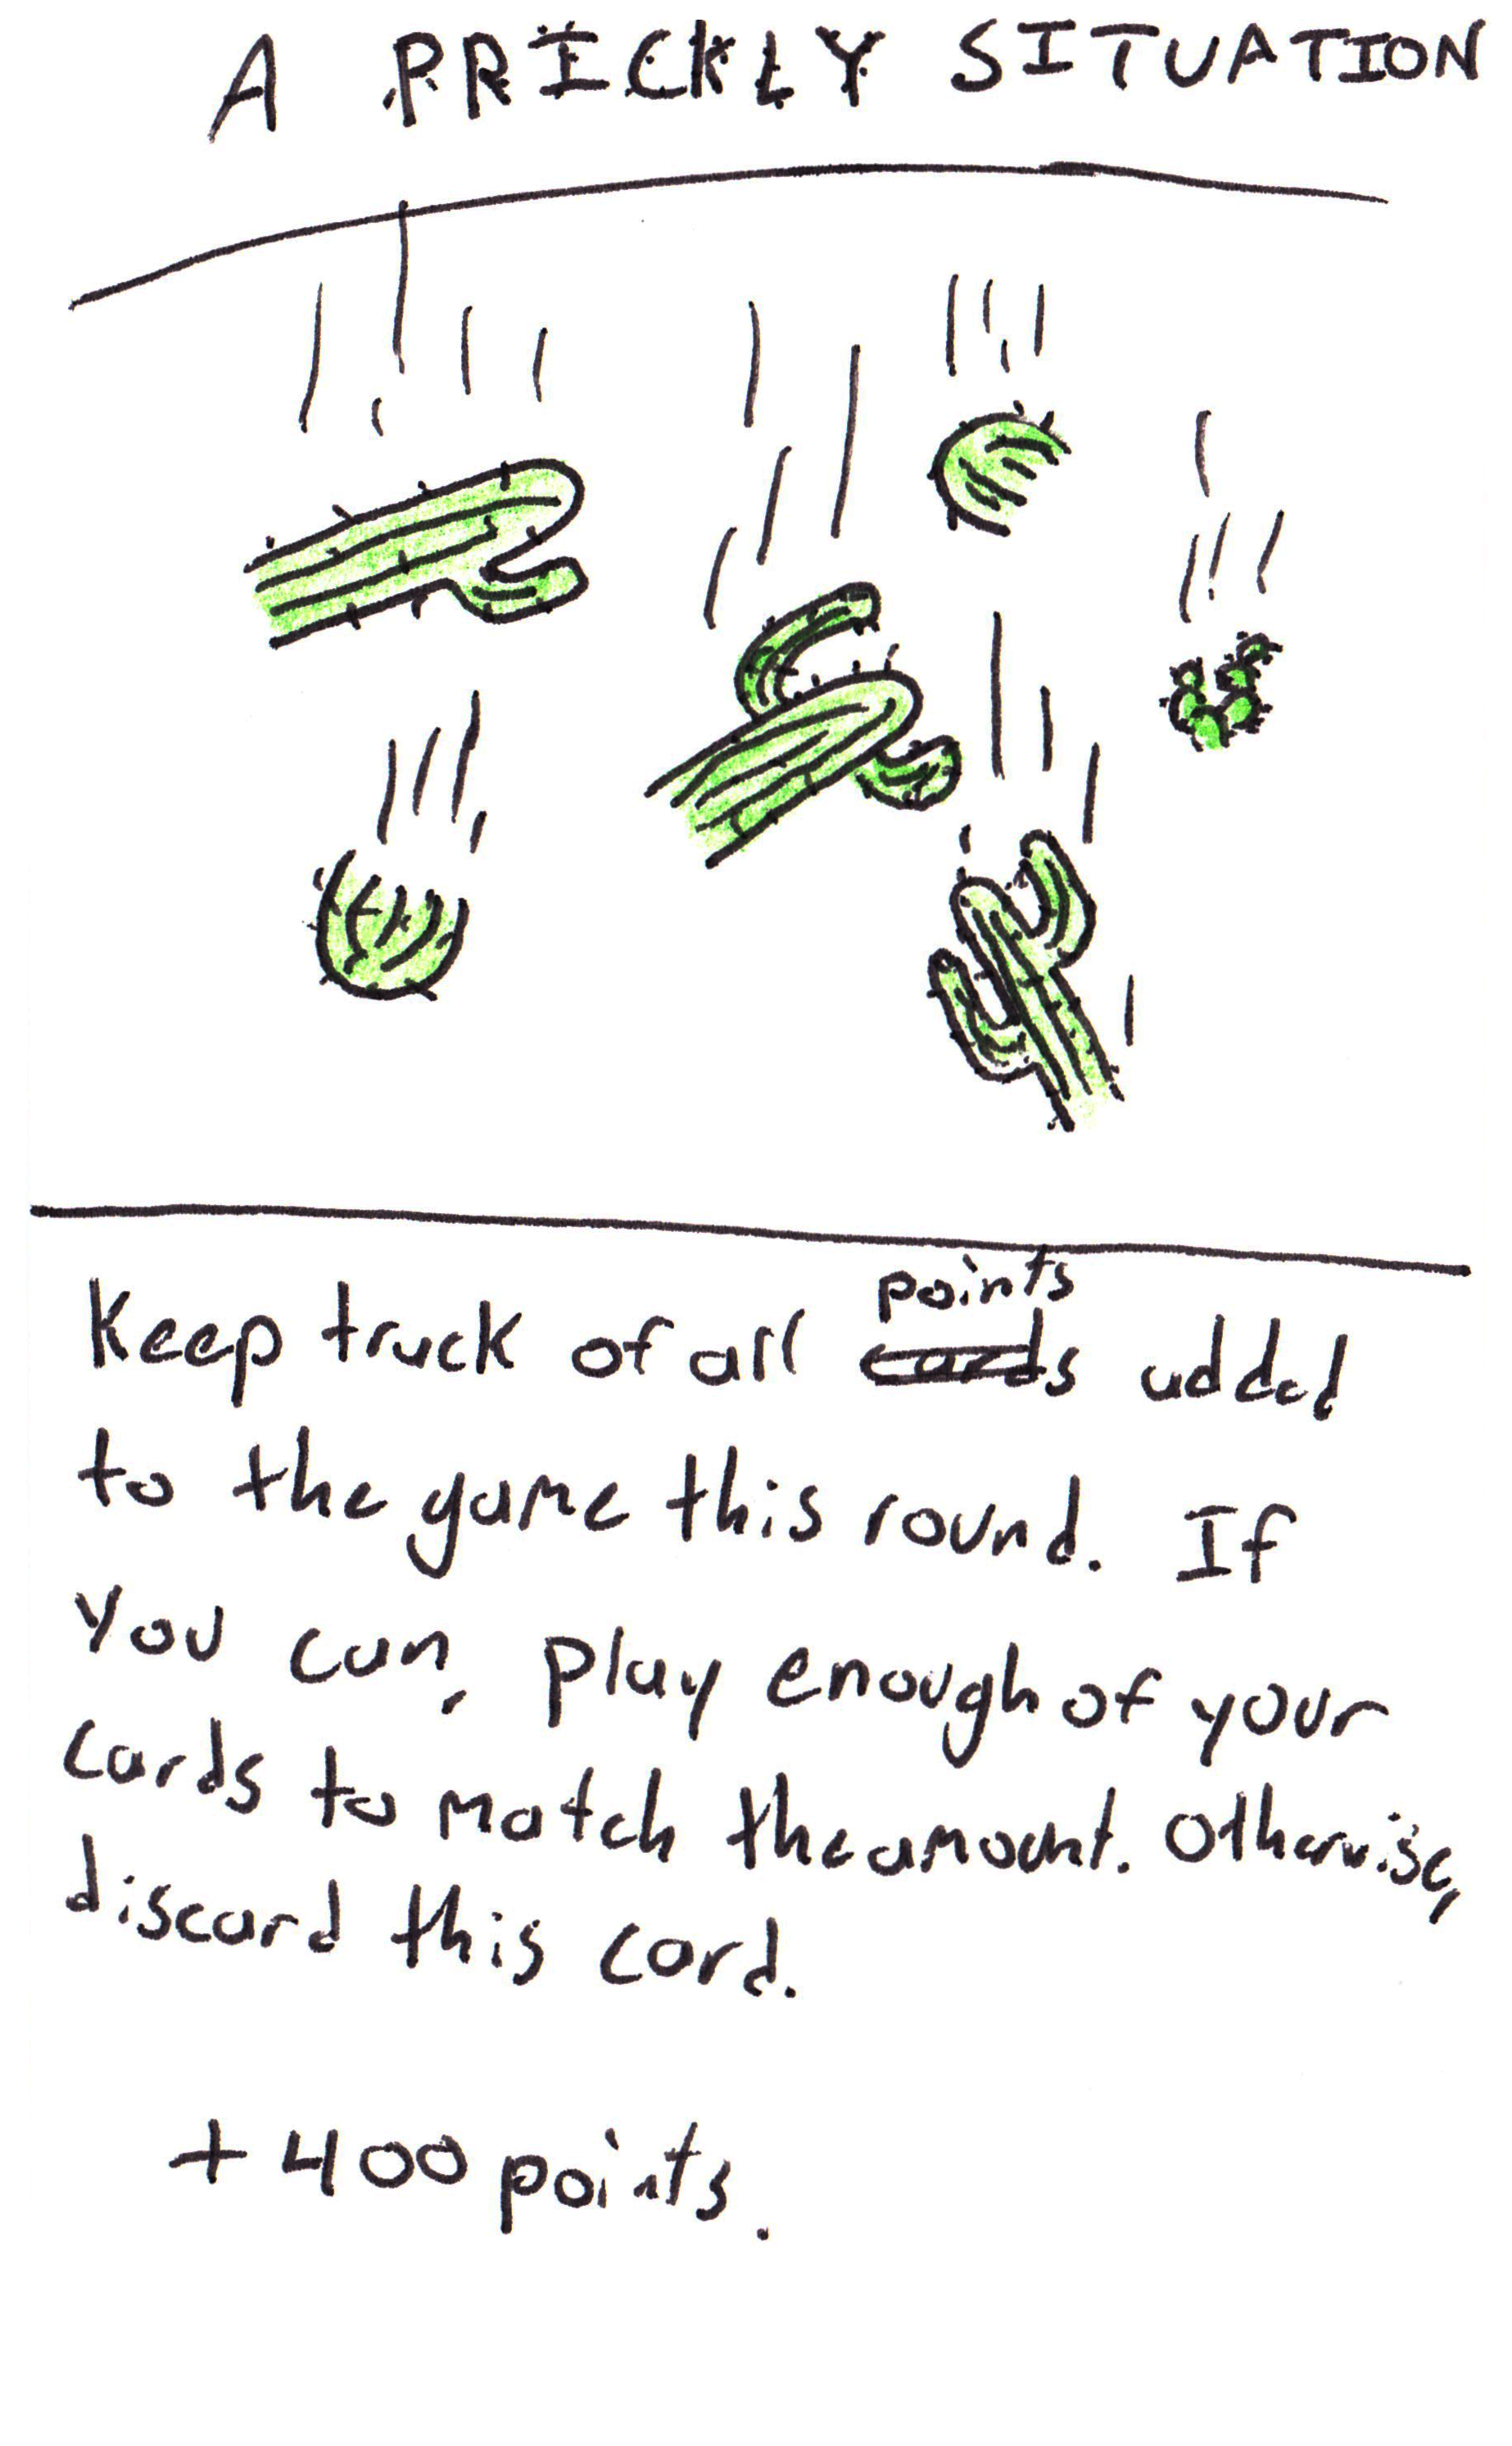 A PRICKLY SITUATION
points
Keep track of all cards added
to the game this round. If
you can, play enough of your
cards to match the amount. Otherwise,
discard this card.
+400 points.